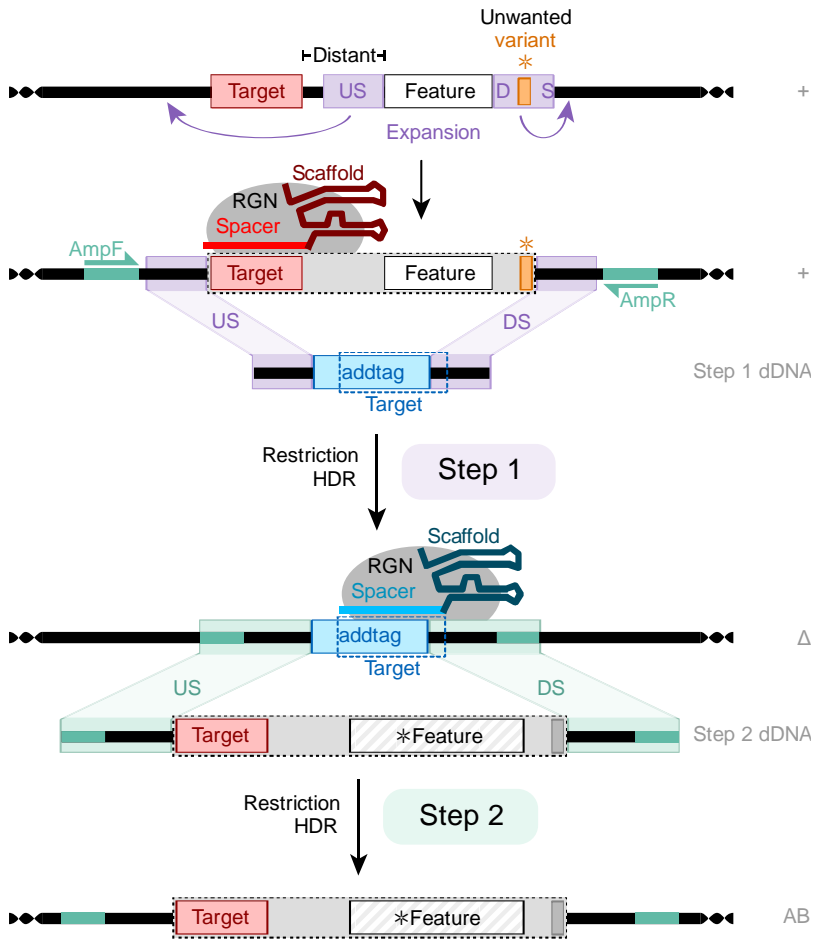 Unwanted
variant
Distant
*
Target
US
Feature
D
S
+
Expansion
Scaffold
RGN
Spacer
*
AmpF
Target
Feature
+
AmpR
US
DS
addtag
Step 1 dDNA
Target
Restriction
HDR
Step 1
Scaffold
RGN
Spacer
addtag
Δ
Target
US
DS
Target
*Feature
Step 2 dDNA
Restriction
HDR
Step 2
Target
*Feature
AB